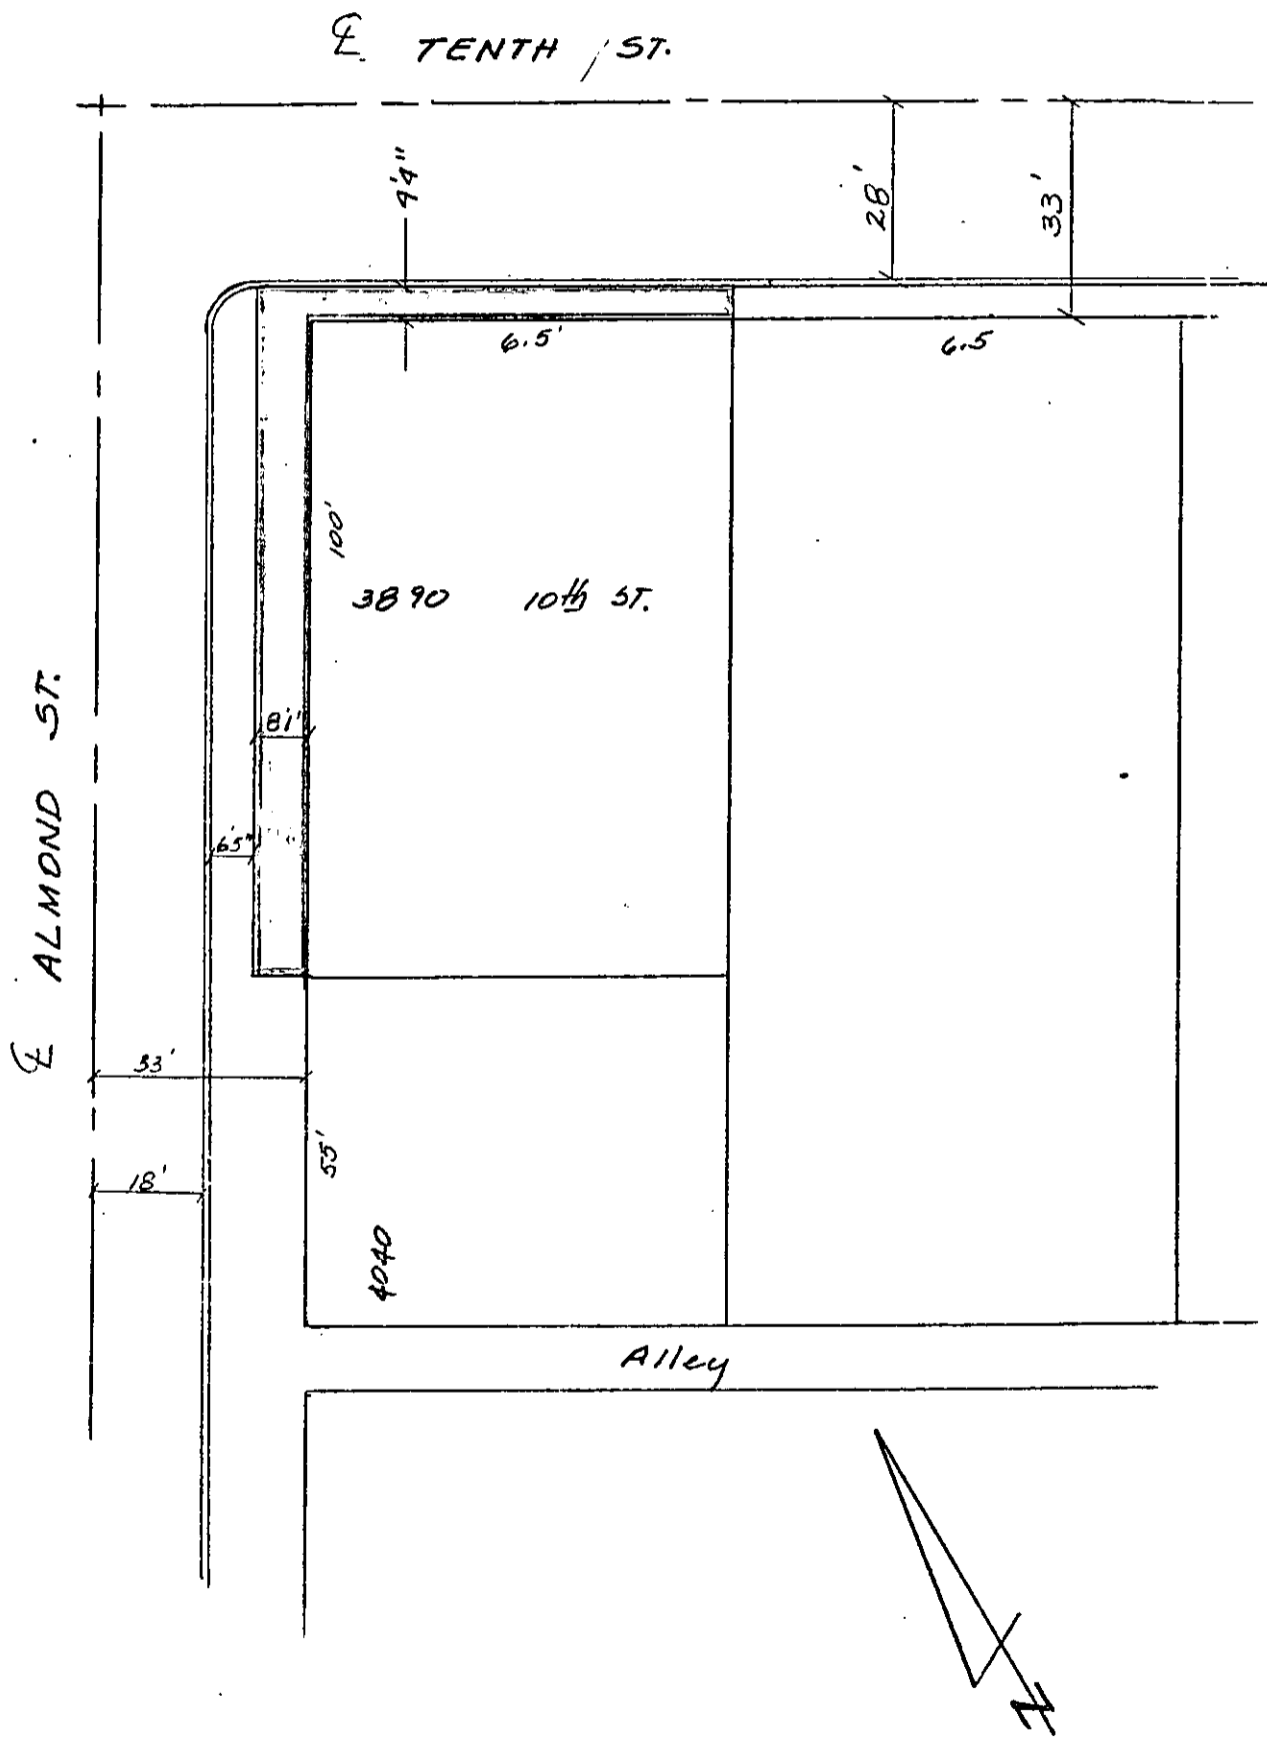 ℄ TENTH ST.
4'4"
28'
33'
6.5'
6.5
100'
3890 10th ST.
8'1"
6'5"
℄ ALMOND ST.
33'
55'
18'
4040
Alley
N